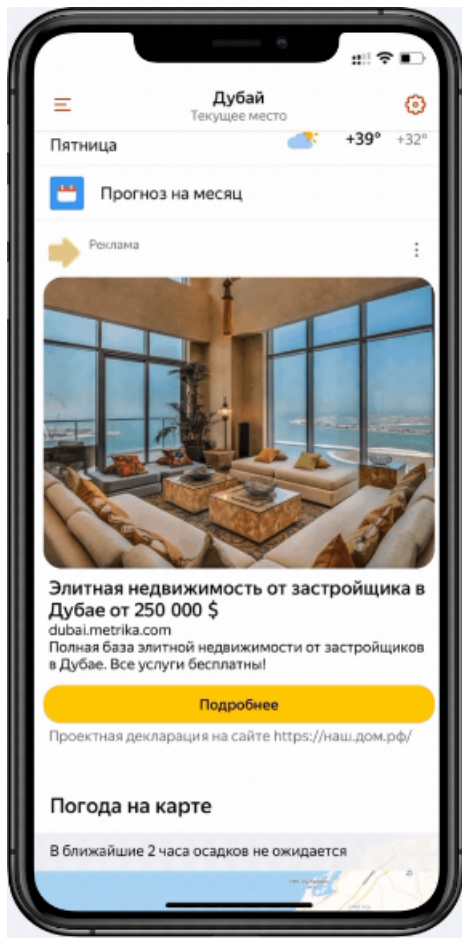 Дубай
Текущее место
Пятница +39° +32°
Прогноз на месяц
Реклама
Элитная недвижимость от застройщика в
Дубае от 250 000 $
dubai.metrika.com
Полная база элитной недвижимости от застройщиков
в Дубае. Все услуги бесплатны!
Подробнее
Проектная декларация на сайте https://наш.дом.рф/
Погода на карте
В ближайшие 2 часа осадков не ожидается